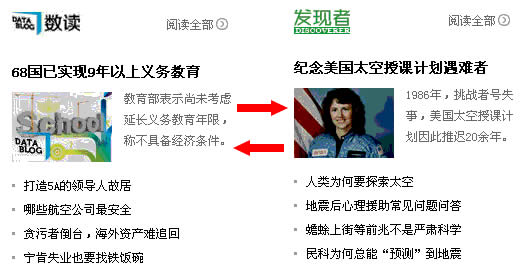 DATA BLOG 数读
阅读全部
68国已实现9年以上义务教育
School
DATA BLOG
教育部表示尚未考虑
延长义务教育年限，
称不具备经济条件。
打造5A的领导人故居
哪些航空公司最安全
贪污者倒台，海外资产难追回
宁肯失业也要找铁饭碗
发现者
DISCOVERER
阅读全部
纪念美国太空授课计划遇难者
1986年，挑战者号失
事，美国太空授课计
划因此推迟20余年。
人类为何要探索太空
地震后心理援助常见问题问答
蟾蜍上街等前兆不是严肃科学
民科为何总能“预测”到地震